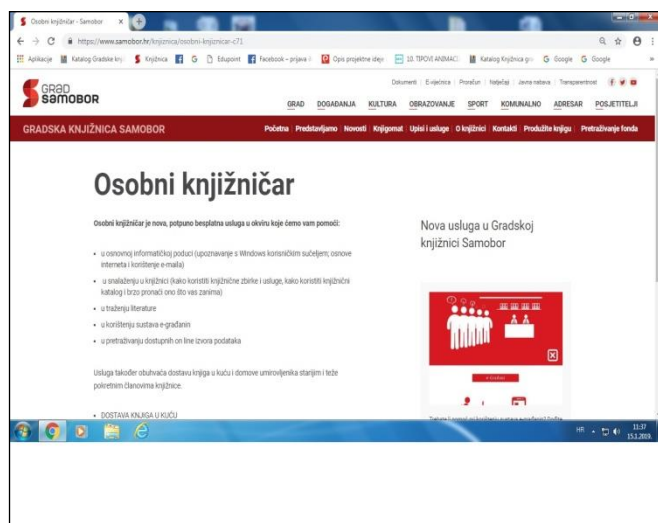 Osobni knjižničar - Samobor
https://www.samobor.hr/knjiznica/osobni-knjiznicar-c71
Aplikacije Katalog Gradske knj Knjižnica Edupoint Facebook – prijava il Opis projektne ideje 10. TIPOVI ANIMACI Katalog Knjižnica gra Google Google »
Dokumenti | E-vijećnica | Proračun | Natječaji | Javna nabava | Transparentnost
GRAD
SAMOBOR
GRAD DOGAĐANJA KULTURA OBRAZOVANJE SPORT KOMUNALNO ADRESAR POSJETITELJI
GRADSKA KNJIŽNICA SAMOBOR
Početna | Predstavljamo | Novosti | Knjigomat | Upisi i usluge | O knjižnici | Kontakti | Produžite knjigu | Pretraživanje fonda
Osobni knjižničar
Osobni knjižničar je nova, potpuno besplatna usluga u okviru koje ćemo vam pomoći:
• u osnovnoj informatičkoj poduci (upoznavanje s Windows korisničkim sučeljem; osnove
interneta i korištenje e-maila)
• u snalaženju u knjižnici (kako koristiti knjižnične zbirke i usluge, kako koristiti knjižnični
katalog i brzo pronaći ono što vas zanima)
• u traženju literature
• u korištenju sustava e-građanin
• u pretraživanju dostupnih on line izvora podataka
Usluga također obuhvaća dostavu knjiga u kuću i domove umirovljenika starijim i teže
pokretnim članovima knjižnice.
• DOSTAVA KNJIGA U KUĆU
Nova usluga u Gradskoj
knjižnici Samobor
HR
11:37
15.1.2019.